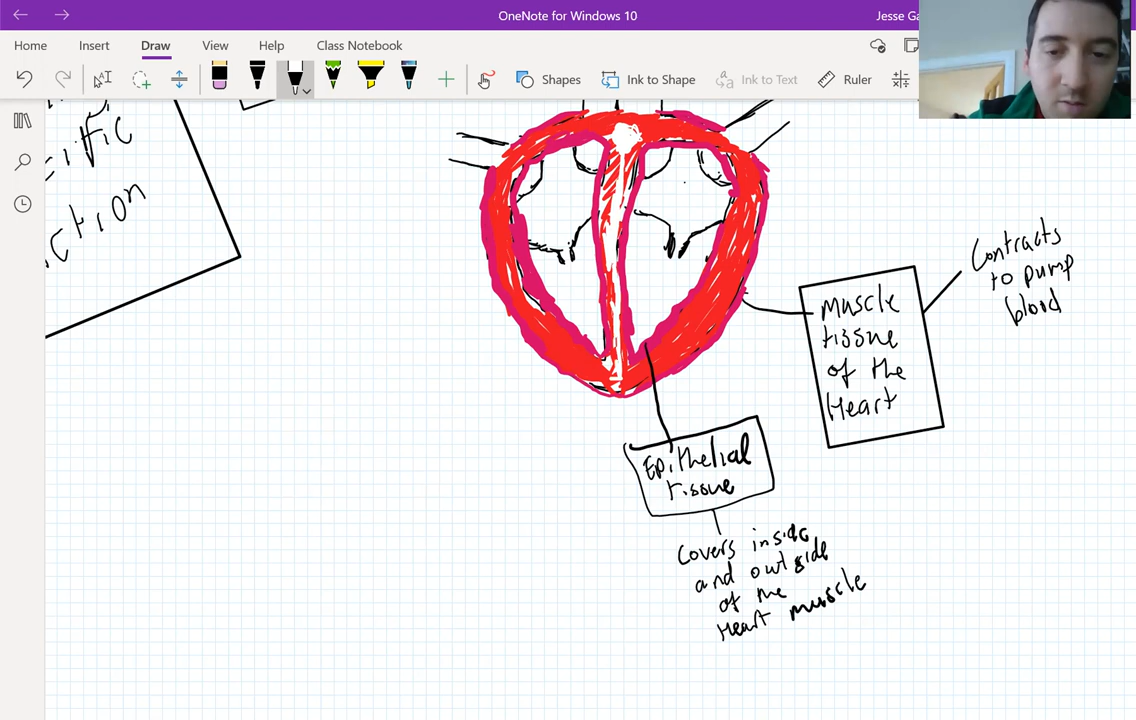 OneNote for Windows 10
Jesse Ga
Home Insert Draw View Help Class Notebook
Shapes Ink to Shape Ink to Text Ruler
ction
Contracts
to pump
blood
Muscle
tissue
of the
Heart
Epithelial
tissue
Covers inside
and outside
of the
Heart muscle